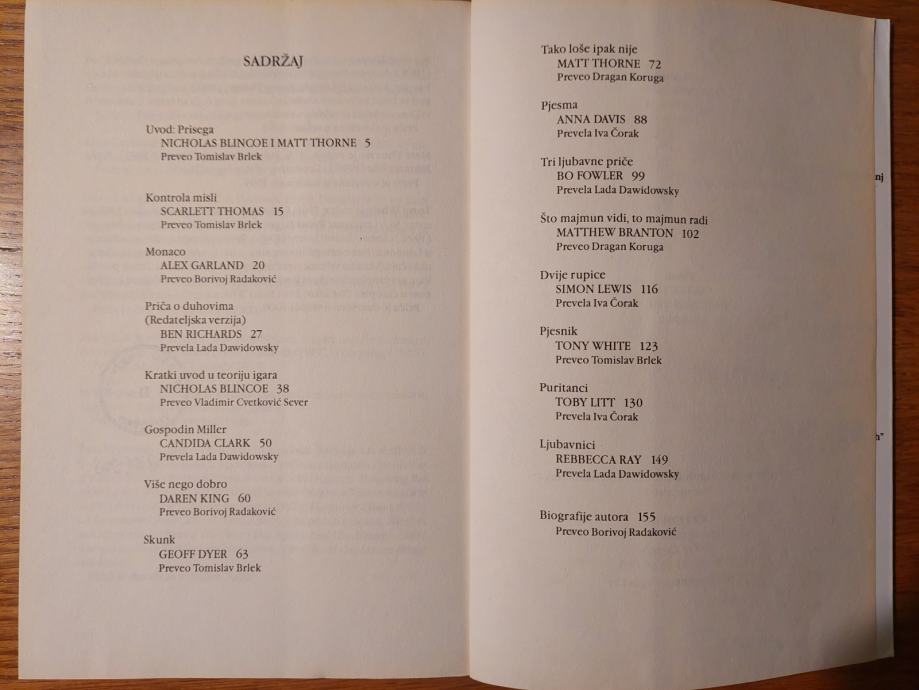 SADRŽAJ
Uvod: Prisega
NICHOLAS BLINCOE I MATT THORNE 5
Preveo Tomislav Brlek
Kontrola misli
SCARLETT THOMAS 15
Preveo Tomislav Brlek
Monaco
ALEX GARLAND 20
Preveo Borivoj Radaković
Priča o duhovima
(Redateljska verzija)
BEN RICHARDS 27
Prevela Lada Dawidowsky
Kratki uvod u teoriju igara
NICHOLAS BLINCOE 38
Preveo Vladimir Cvetković Sever
Gospodin Miller
CANDIDA CLARK 50
Prevela Lada Dawidowsky
Više nego dobro
DAREN KING 60
Preveo Borivoj Radaković
Skunk
GEOFF DYER 63
Preveo Tomislav Brlek
Tako loše ipak nije
MATT THORNE 72
Preveo Dragan Koruga
Pjesma
ANNA DAVIS 88
Prevela Iva Čorak
Tri ljubavne priče
BO FOWLER 99
Prevela Lada Dawidowsky
Što majmun vidi, to majmun radi
MATTHEW BRANTON 102
Preveo Dragan Koruga
Dvije rupice
SIMON LEWIS 116
Prevela Iva Čorak
Pjesnik
TONY WHITE 123
Preveo Tomislav Brlek
Puritanci
TOBY LITT 130
Prevela Iva Čorak
Ljubavnici
REBBECCA RAY 149
Prevela Lada Dawidowsky
Biografije autora 155
Preveo Borivoj Radaković